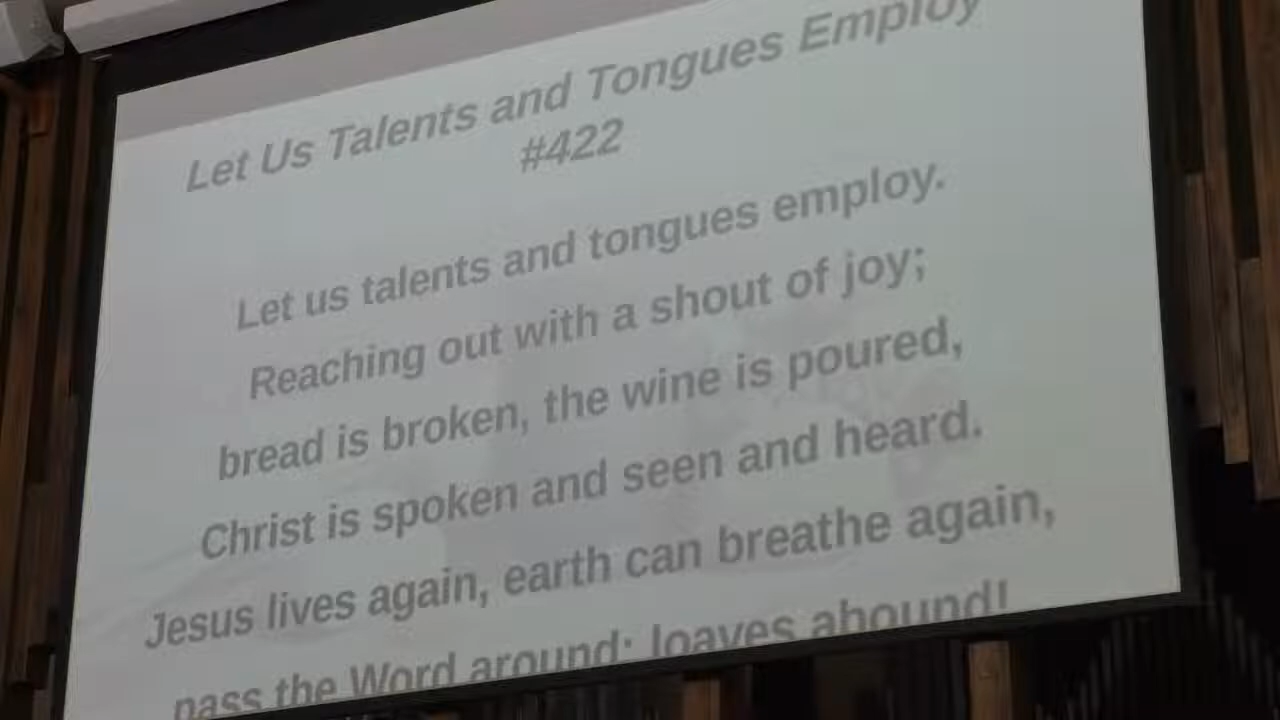 Let Us Talents and Tongues Employ
#422
Let us talents and tongues employ.
Reaching out with a shout of joy;
bread is broken, the wine is poured,
Christ is spoken and seen and heard.
Jesus lives again, earth can breathe again,
pass the Word around: loaves abound!